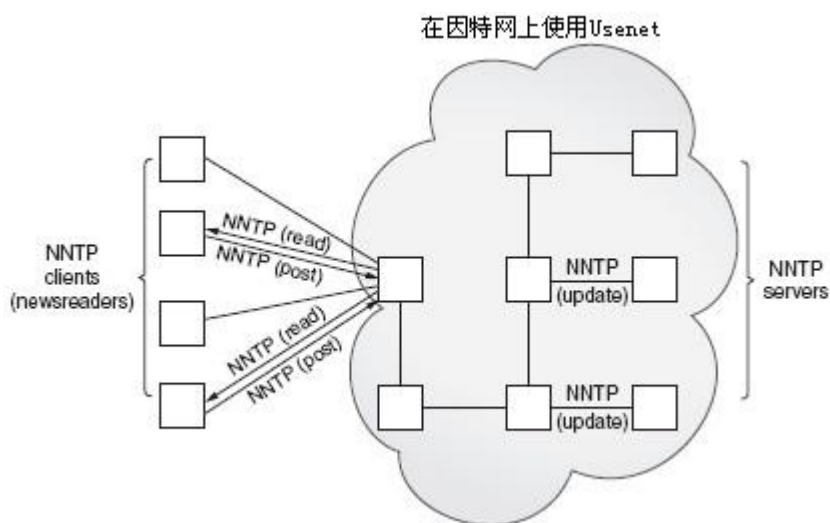 在因特网上使用Usenet
NNTP
clients
(newsreaders)
NNTP (read)
NNTP (post)
NNTP (read)
NNTP (post)
NNTP
(update)
NNTP
(update)
NNTP
servers